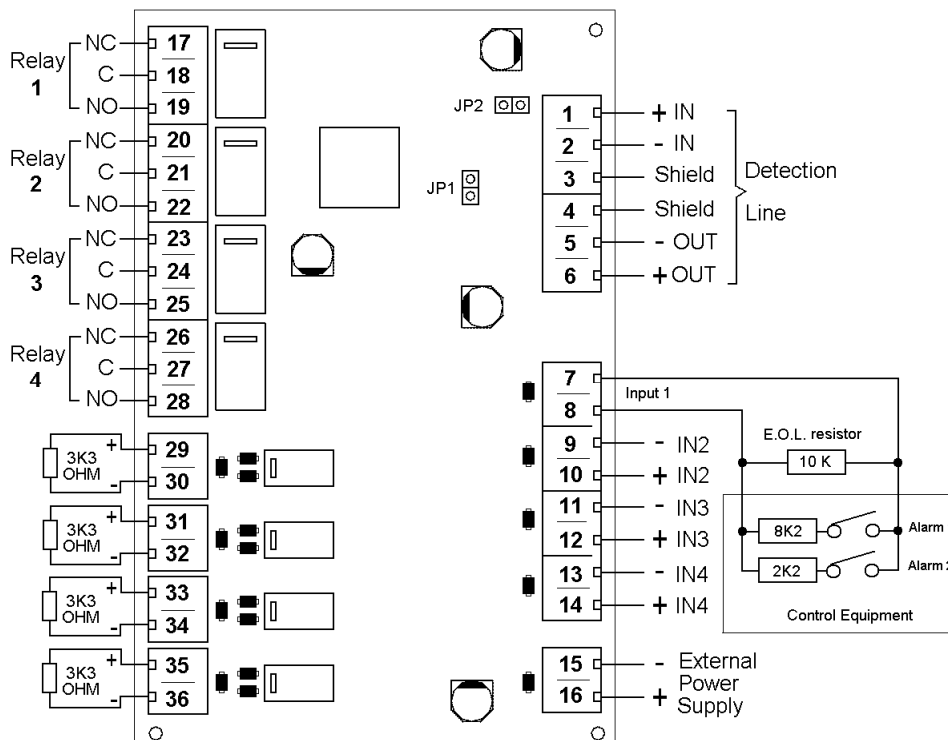 NC 17
Relay 1 C 18
NO 19
NC 20
Relay 2 C 21
NO 22
NC 23
Relay 3 C 24
NO 25
NC 26
Relay 4 C 27
NO 28
3K3 OHM + 29
- 30
3K3 OHM + 31
- 32
3K3 OHM + 33
- 34
3K3 OHM + 35
- 36
JP2
JP1
1 + IN
2 - IN
3 Shield
4 Shield
5 - OUT
6 + OUT
Detection
Line
7
Input 1
8
9 - IN2
10 + IN2
11 - IN3
12 + IN3
13 - IN4
14 + IN4
15 - External
Power
16 + Supply
E.O.L. resistor
10 K
8K2 Alarm
2K2 Alarm 2
Control Equipment